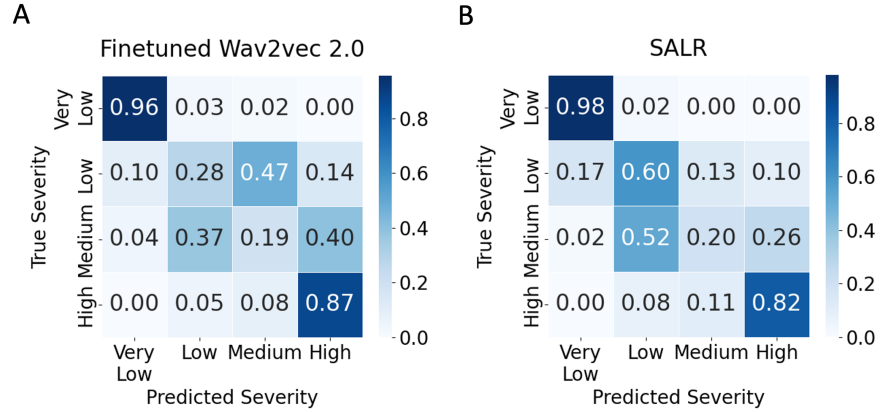 A
Finetuned Wav2vec 2.0
True Severity
Very
Low
Low
Medium
High
0.96 0.03 0.02 0.00
0.10 0.28 0.47 0.14
0.04 0.37 0.19 0.40
0.00 0.05 0.08 0.87
0.8
0.6
0.4
0.2
0.0
Very
Low
Low
Medium
High
Predicted Severity
B
SALR
True Severity
Very
Low
Low
Medium
High
0.98 0.02 0.00 0.00
0.17 0.60 0.13 0.10
0.02 0.52 0.20 0.26
0.00 0.08 0.11 0.82
0.8
0.6
0.4
0.2
0.0
Very
Low
Low
Medium
High
Predicted Severity